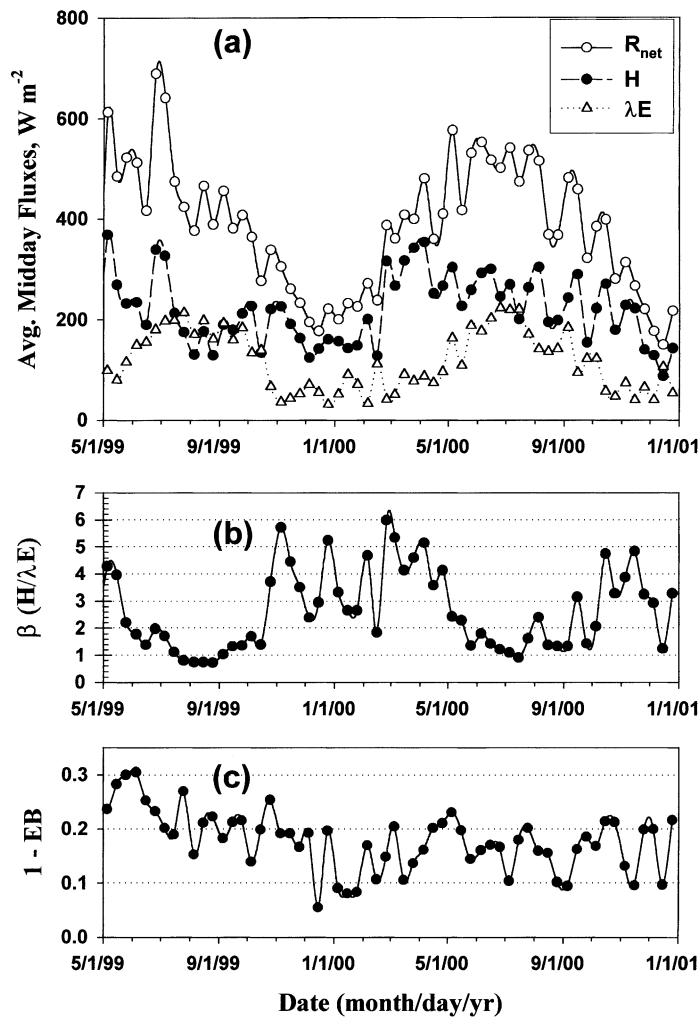 (a)
R_net
H
λE
800
600
400
200
0
Avg. Midday Fluxes, W m⁻²
5/1/99 9/1/99 1/1/00 5/1/00 9/1/00 1/1/01
(b)
7
6
5
4
3
2
1
0
β (H/λE)
5/1/99 9/1/99 1/1/00 5/1/00 9/1/00 1/1/01
(c)
0.3
0.2
0.1
0.0
1 - EB
5/1/99 9/1/99 1/1/00 5/1/00 9/1/00 1/1/01
Date (month/day/yr)